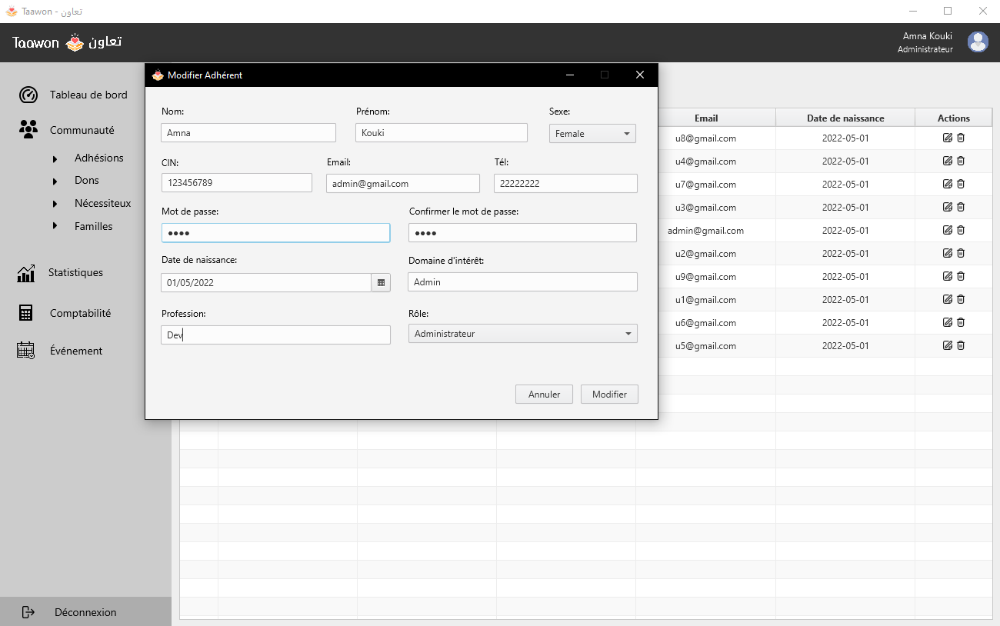 Taawon - تعاون
Taawon تعاون
Amna Kouki
Administrateur
Tableau de bord
Communauté
Adhésions
Dons
Nécessiteux
Familles
Statistiques
Comptabilité
Événement
Déconnexion
Modifier Adhérent
Nom: Prénom: Sexe:
Amna Kouki Female
CIN: Email: Tél:
123456789 admin@gmail.com 22222222
Mot de passe: Confirmer le mot de passe:
•••• ••••
Date de naissance: Domaine d'intérêt:
01/05/2022 Admin
Profession: Rôle:
Dev Administrateur
Annuler Modifier
Email Date de naissance Actions
u8@gmail.com 2022-05-01
u4@gmail.com 2022-05-01
u7@gmail.com 2022-05-01
u3@gmail.com 2022-05-01
admin@gmail.com 2022-05-01
u2@gmail.com 2022-05-01
u9@gmail.com 2022-05-01
u1@gmail.com 2022-05-01
u6@gmail.com 2022-05-01
u5@gmail.com 2022-05-01